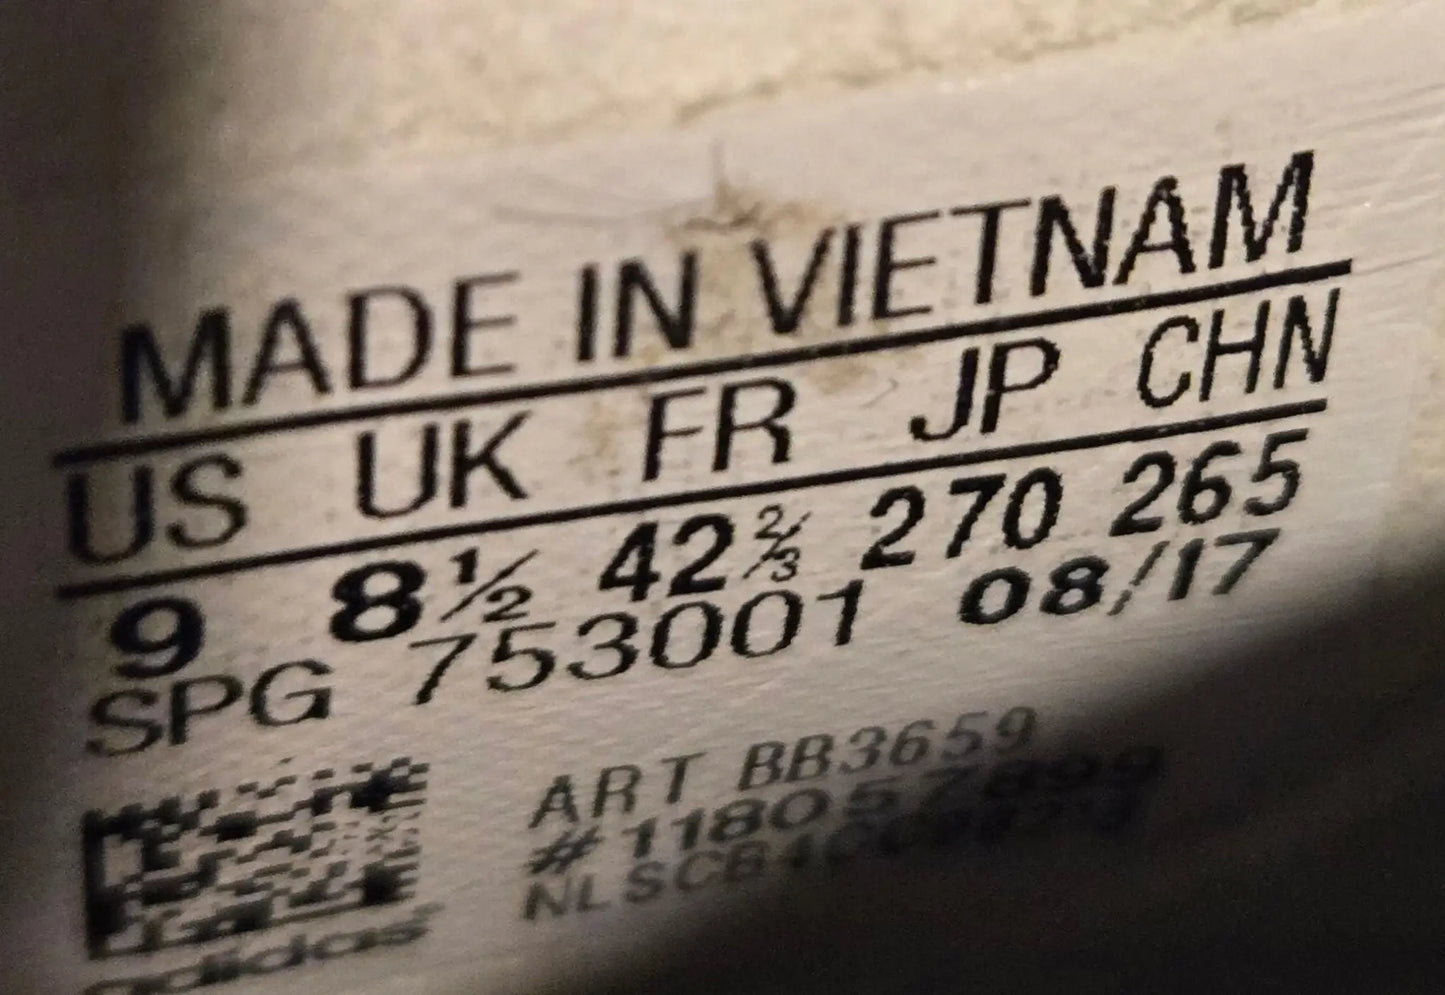 MADE IN VIETNAM
US UK FR JP CHN
9 8½ 42⅔ 270 265
SPG 753001 08/17
ART BB3659
adidas